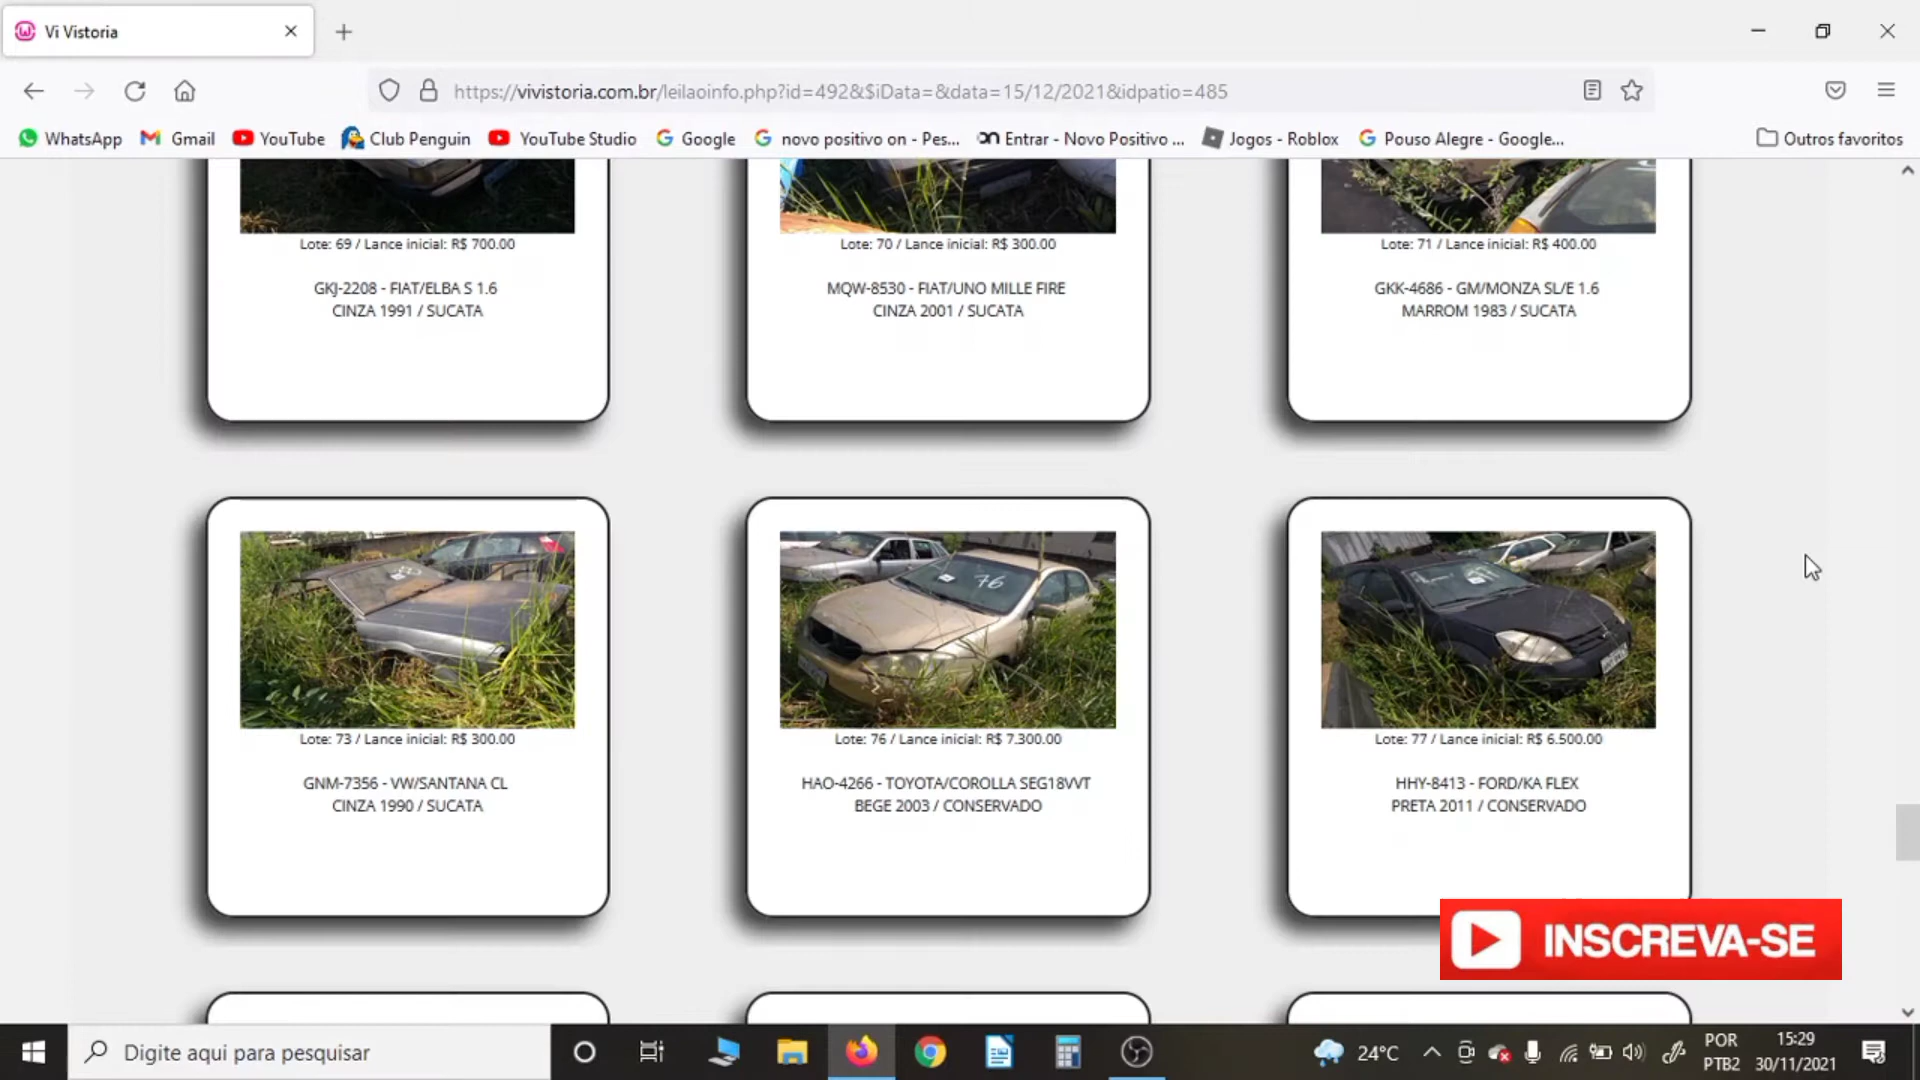 Vi Vistoria
https://vivistoria.com.br/leilaoinfo.php?id=492&$iData=&data=15/12/2021&idpatio=485
WhatsApp
Gmail
YouTube
Club Penguin
YouTube Studio
Google
novo positivo on - Pes...
Entrar - Novo Positivo ...
Jogos - Roblox
Pouso Alegre - Google...
Outros favoritos
Lote: 69 / Lance inicial: R$ 700.00
GKJ-2208 - FIAT/ELBA S 1.6
CINZA 1991 / SUCATA
Lote: 70 / Lance inicial: R$ 300.00
MQW-8530 - FIAT/UNO MILLE FIRE
CINZA 2001 / SUCATA
Lote: 71 / Lance inicial: R$ 400.00
GKK-4686 - GM/MONZA SL/E 1.6
MARROM 1983 / SUCATA
Lote: 73 / Lance inicial: R$ 300.00
GNM-7356 - VW/SANTANA CL
CINZA 1990 / SUCATA
76
Lote: 76 / Lance inicial: R$ 7.300.00
HAO-4266 - TOYOTA/COROLLA SEG18VVT
BEGE 2003 / CONSERVADO
Lote: 77 / Lance inicial: R$ 6.500.00
HHY-8413 - FORD/KA FLEX
PRETA 2011 / CONSERVADO
INSCREVA-SE
Digite aqui para pesquisar
24°C
POR
PTB2
15:29
30/11/2021